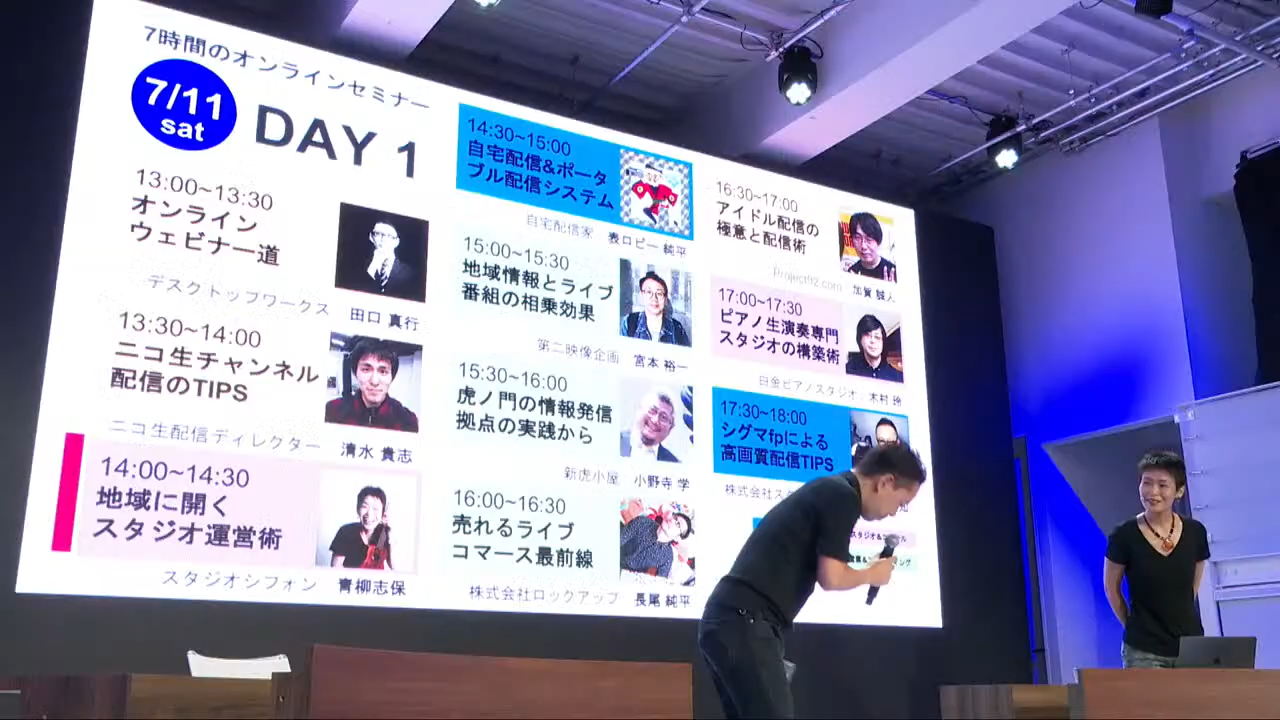 7時間のオンラインセミナー
7/11
sat
DAY 1
13:00~13:30
オンライン
ウェビナー道
デスクトップワークス 田口 真行
13:30~14:00
ニコ生チャンネル
配信のTIPS
ニコ生配信ディレクター 清水 貴志
14:00~14:30
地域に開く
スタジオ運営術
スタジオシフォン 青柳志保
14:30~15:00
自宅配信&ポータ
ブル配信システム
自宅配信家 表ロビー 純平
15:00~15:30
地域情報とライブ
番組の相乗効果
第二映像企画 宮本 裕一
15:30~16:00
虎ノ門の情報発信
拠点の実践から
新虎小屋 小野寺 学
16:00~16:30
売れるライブ
コマース最前線
株式会社ロックアップ 長尾 純平
16:30~17:00
アイドル配信の
極意と配信術
Project92.com 加賀 誠人
17:00~17:30
ピアノ生演奏専門
スタジオの構築術
白金ピアノスタジオ 木村 玲
17:30~18:00
シグマfpによる
高画質配信TIPS
株式会社